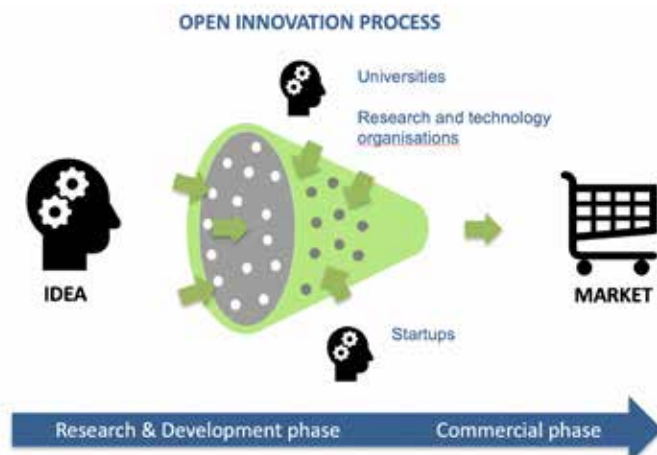 OPEN INNOVATION PROCESS
Universities
Research and technology
organisations
IDEA
MARKET
Startups
Research & Development phase
Commercial phase